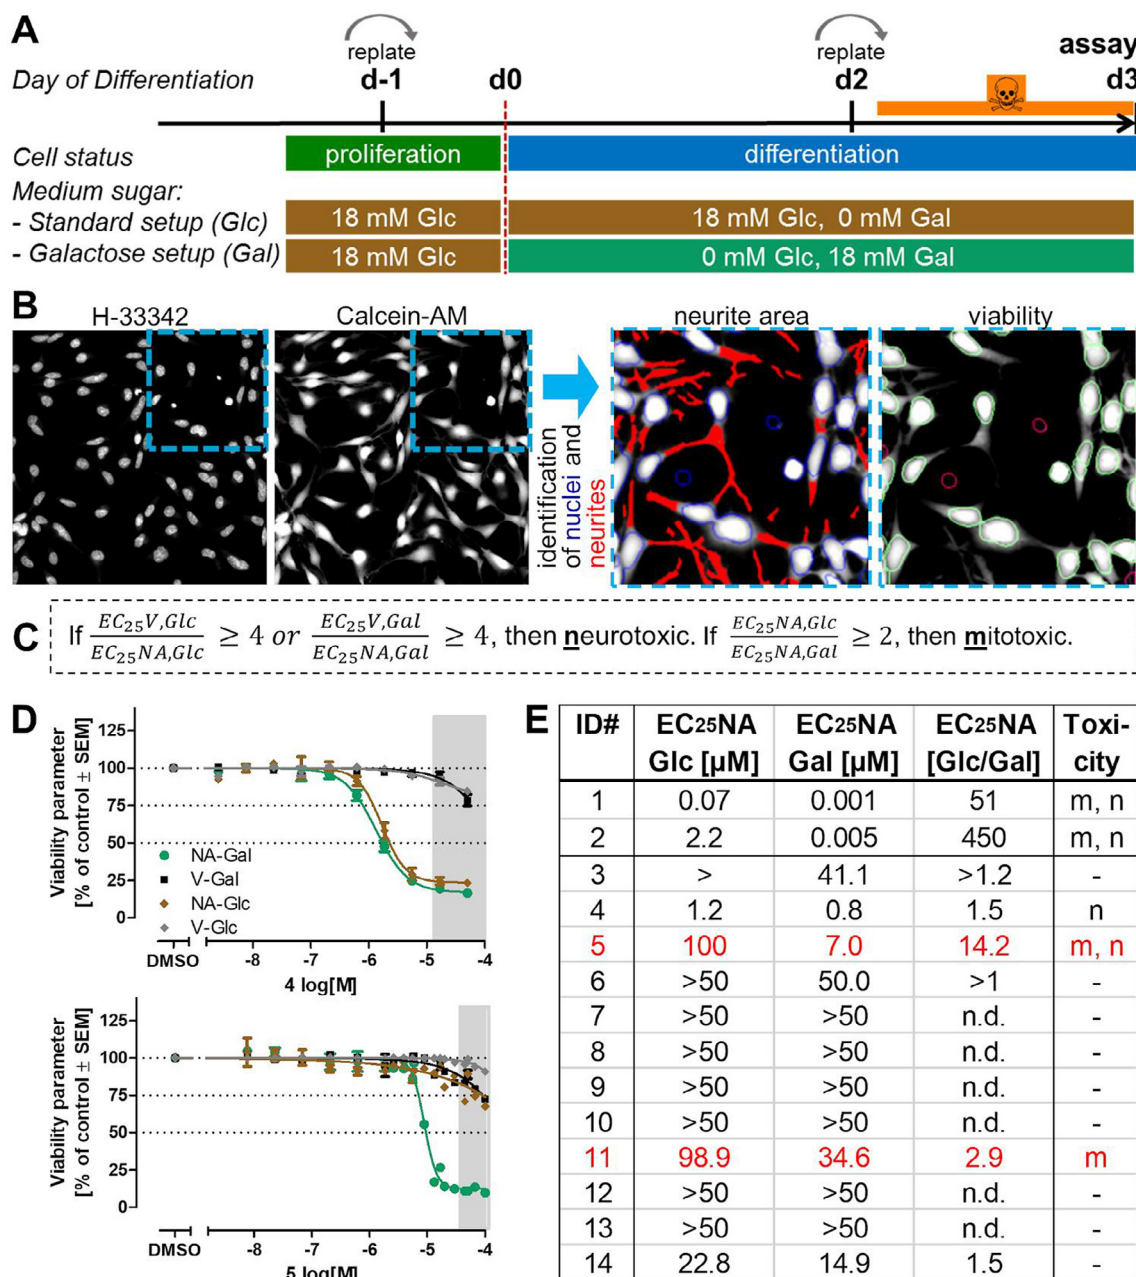 A
replate
replate
assay
Day of Differentiation
d-1
d0
d2
d3
Cell status
proliferation
differentiation
Medium sugar:
- Standard setup (Glc)
18 mM Glc
18 mM Glc, 0 mM Gal
- Galactose setup (Gal)
18 mM Glc
0 mM Glc, 18 mM Gal
B
H-33342
Calcein-AM
neurite area
viability
identification
of nuclei and
neurites
C
If EC25V,Glc / EC25NA,Glc ≥ 4 or EC25V,Gal / EC25NA,Gal ≥ 4, then neurotoxic. If EC25NA,Glc / EC25NA,Gal ≥ 2, then mitotoxic.
D
Viability parameter
[% of control ± SEM]
125
100
75
50
25
0
NA-Gal
V-Gal
NA-Glc
V-Glc
DMSO
-8
-7
-6
-5
-4
4 log[M]
Viability parameter
[% of control ± SEM]
125
100
75
50
25
0
DMSO
-8
-7
-6
-5
-4
5 log[M]
E
ID# EC25NA Glc [µM] EC25NA Gal [µM] EC25NA [Glc/Gal] Toxi-city
1 0.07 0.001 51 m, n
2 2.2 0.005 450 m, n
3 > 41.1 >1.2 -
4 1.2 0.8 1.5 n
5 100 7.0 14.2 m, n
6 >50 50.0 >1 -
7 >50 >50 n.d. -
8 >50 >50 n.d. -
9 >50 >50 n.d. -
10 >50 >50 n.d. -
11 98.9 34.6 2.9 m
12 >50 >50 n.d. -
13 >50 >50 n.d. -
14 22.8 14.9 1.5 -